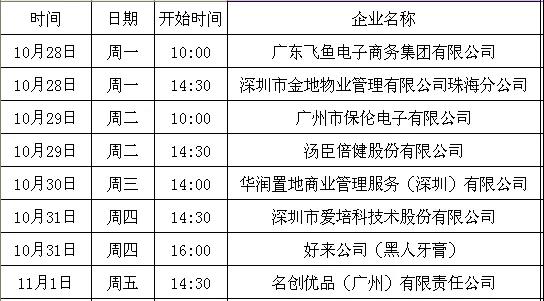 时间 日期 开始时间 企业名称
10月28日 周一 10:00 广东飞鱼电子商务集团有限公司
10月28日 周一 14:30 深圳市金地物业管理有限公司珠海分公司
10月29日 周二 10:00 广州市保伦电子有限公司
10月29日 周二 14:30 汤臣倍健股份有限公司
10月30日 周三 14:00 华润置地商业管理服务（深圳）有限公司
10月31日 周四 14:30 深圳市爱培科技术股份有限公司
10月31日 周四 16:00 好来公司（黑人牙膏）
11月1日 周五 14:30 名创优品（广州）有限责任公司